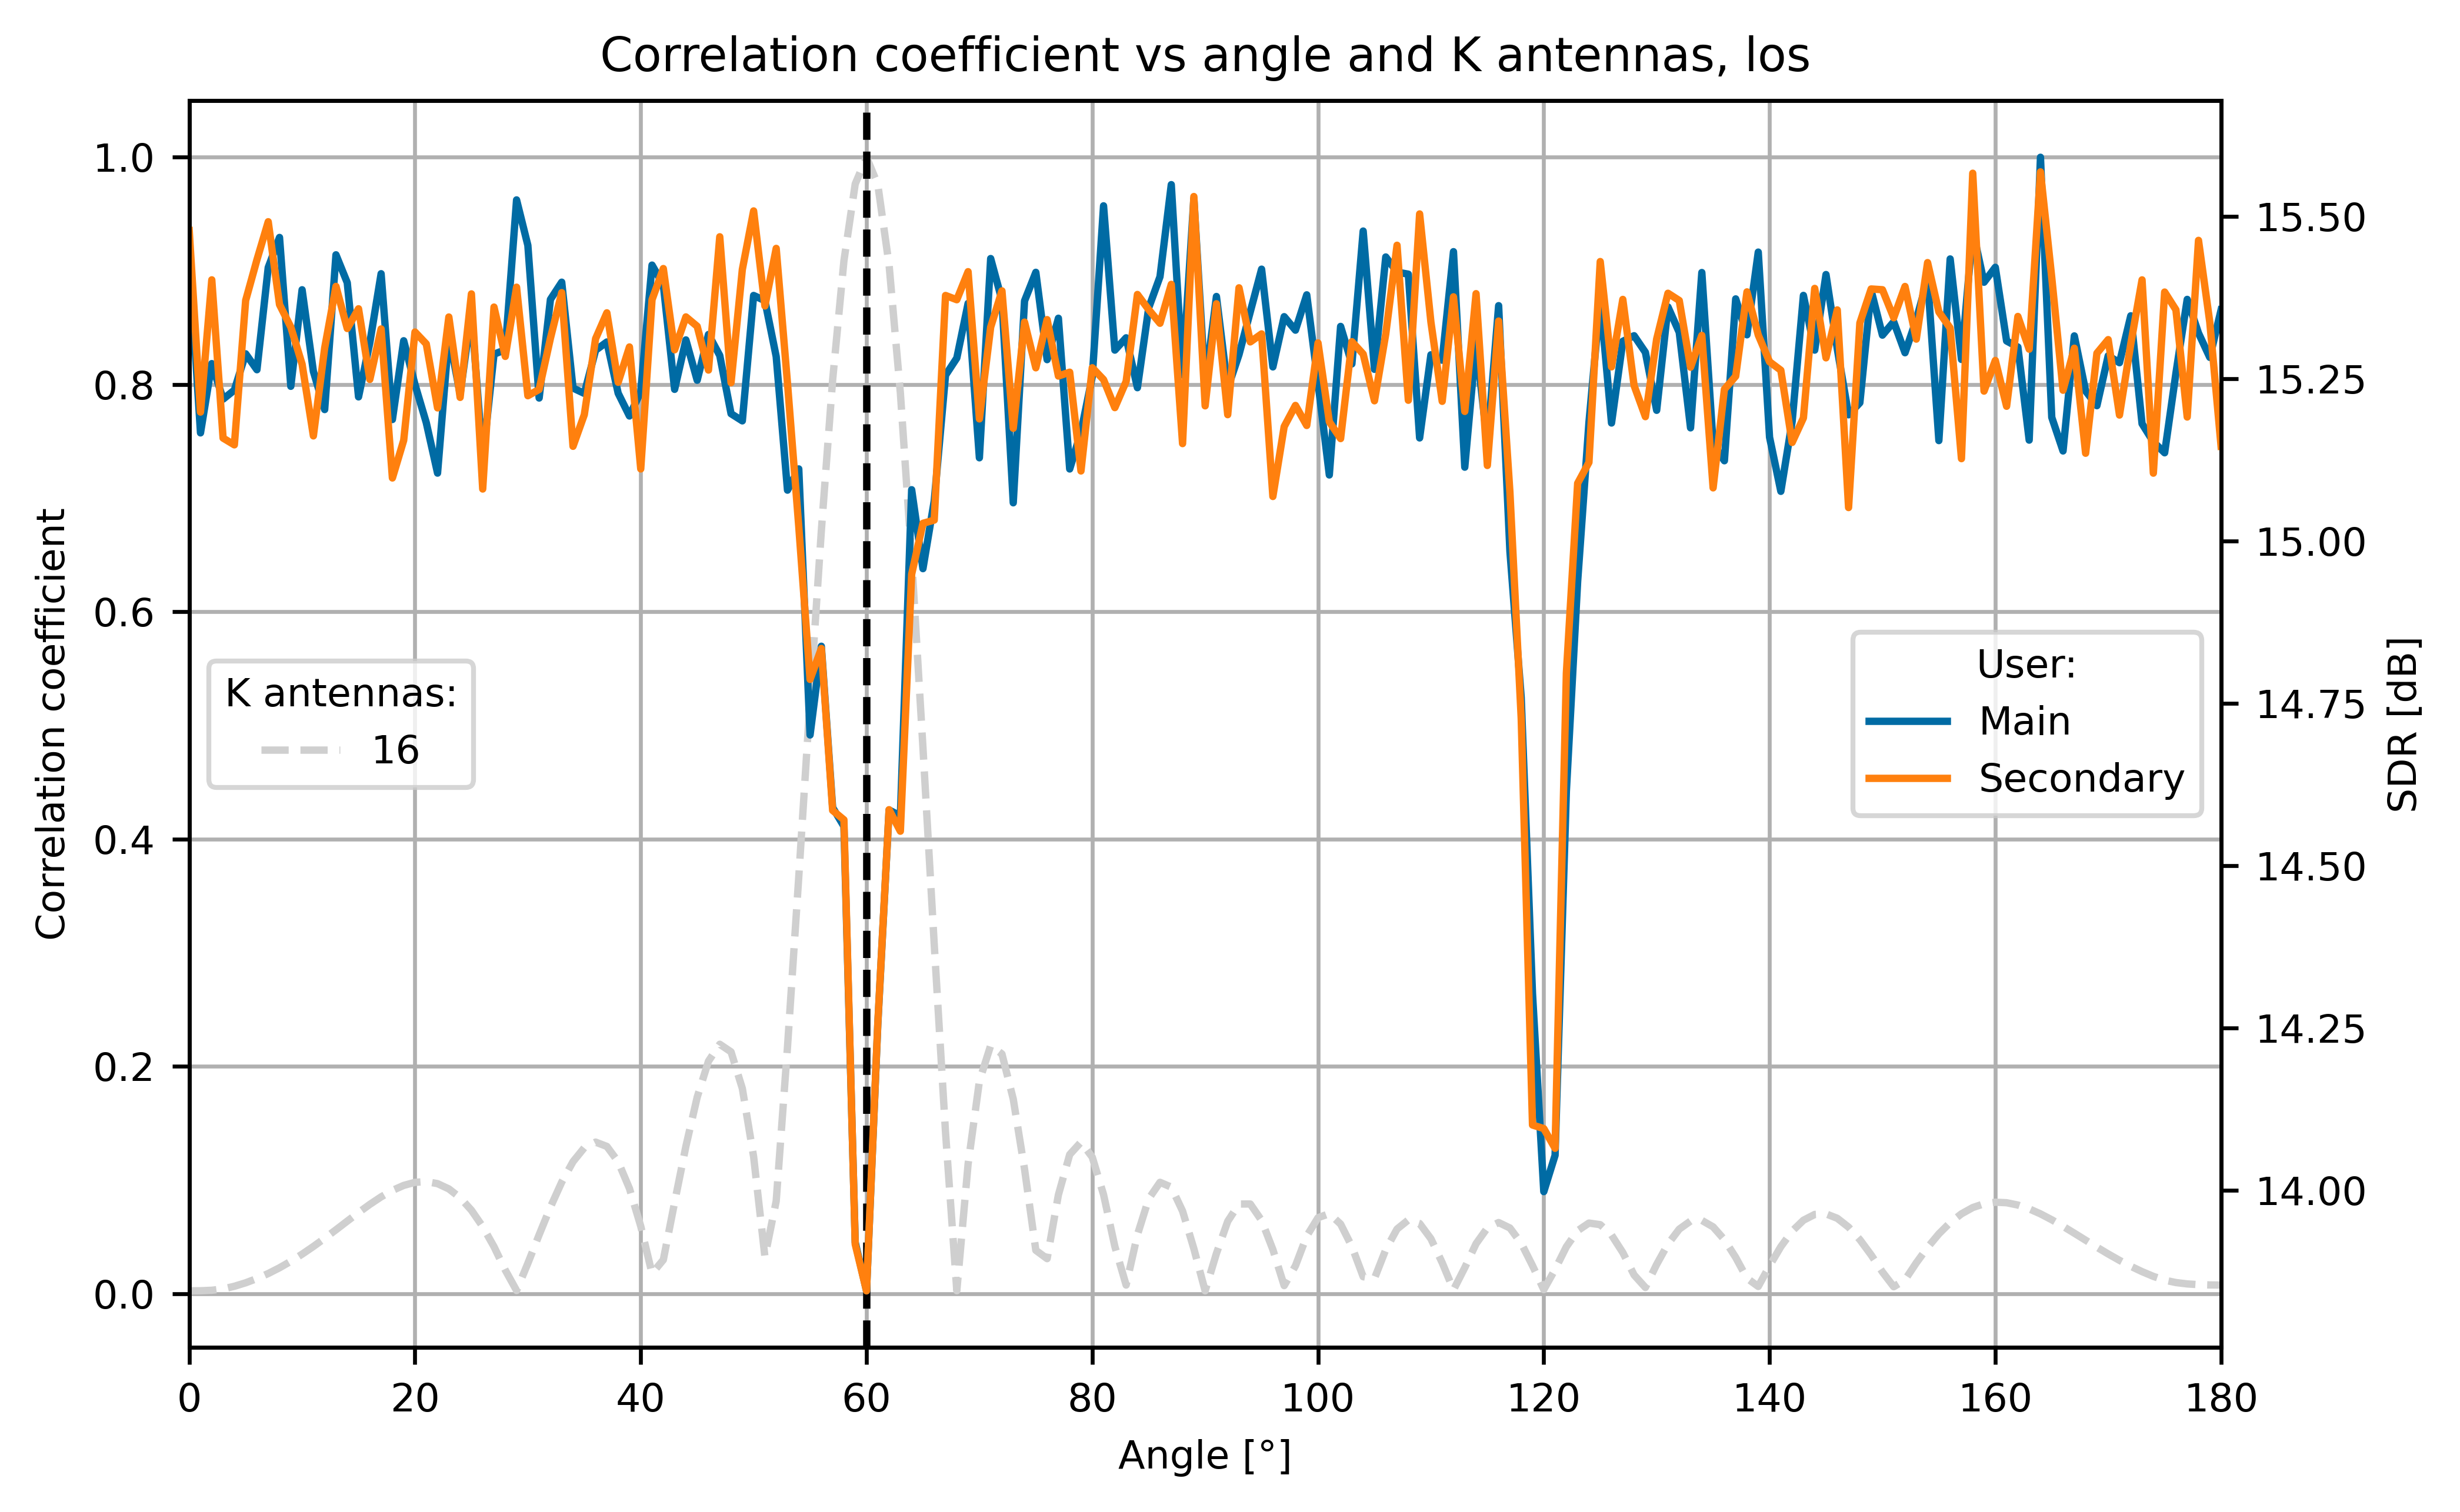 Correlation coefficient vs angle and K antennas, los
Correlation coefficient
1.0
0.8
0.6
0.4
0.2
0.0
K antennas:
16
User:
Main
Secondary
15.50
15.25
15.00
14.75
14.50
14.25
14.00
SDR [dB]
0 20 40 60 80 100 120 140 160 180
Angle [°]